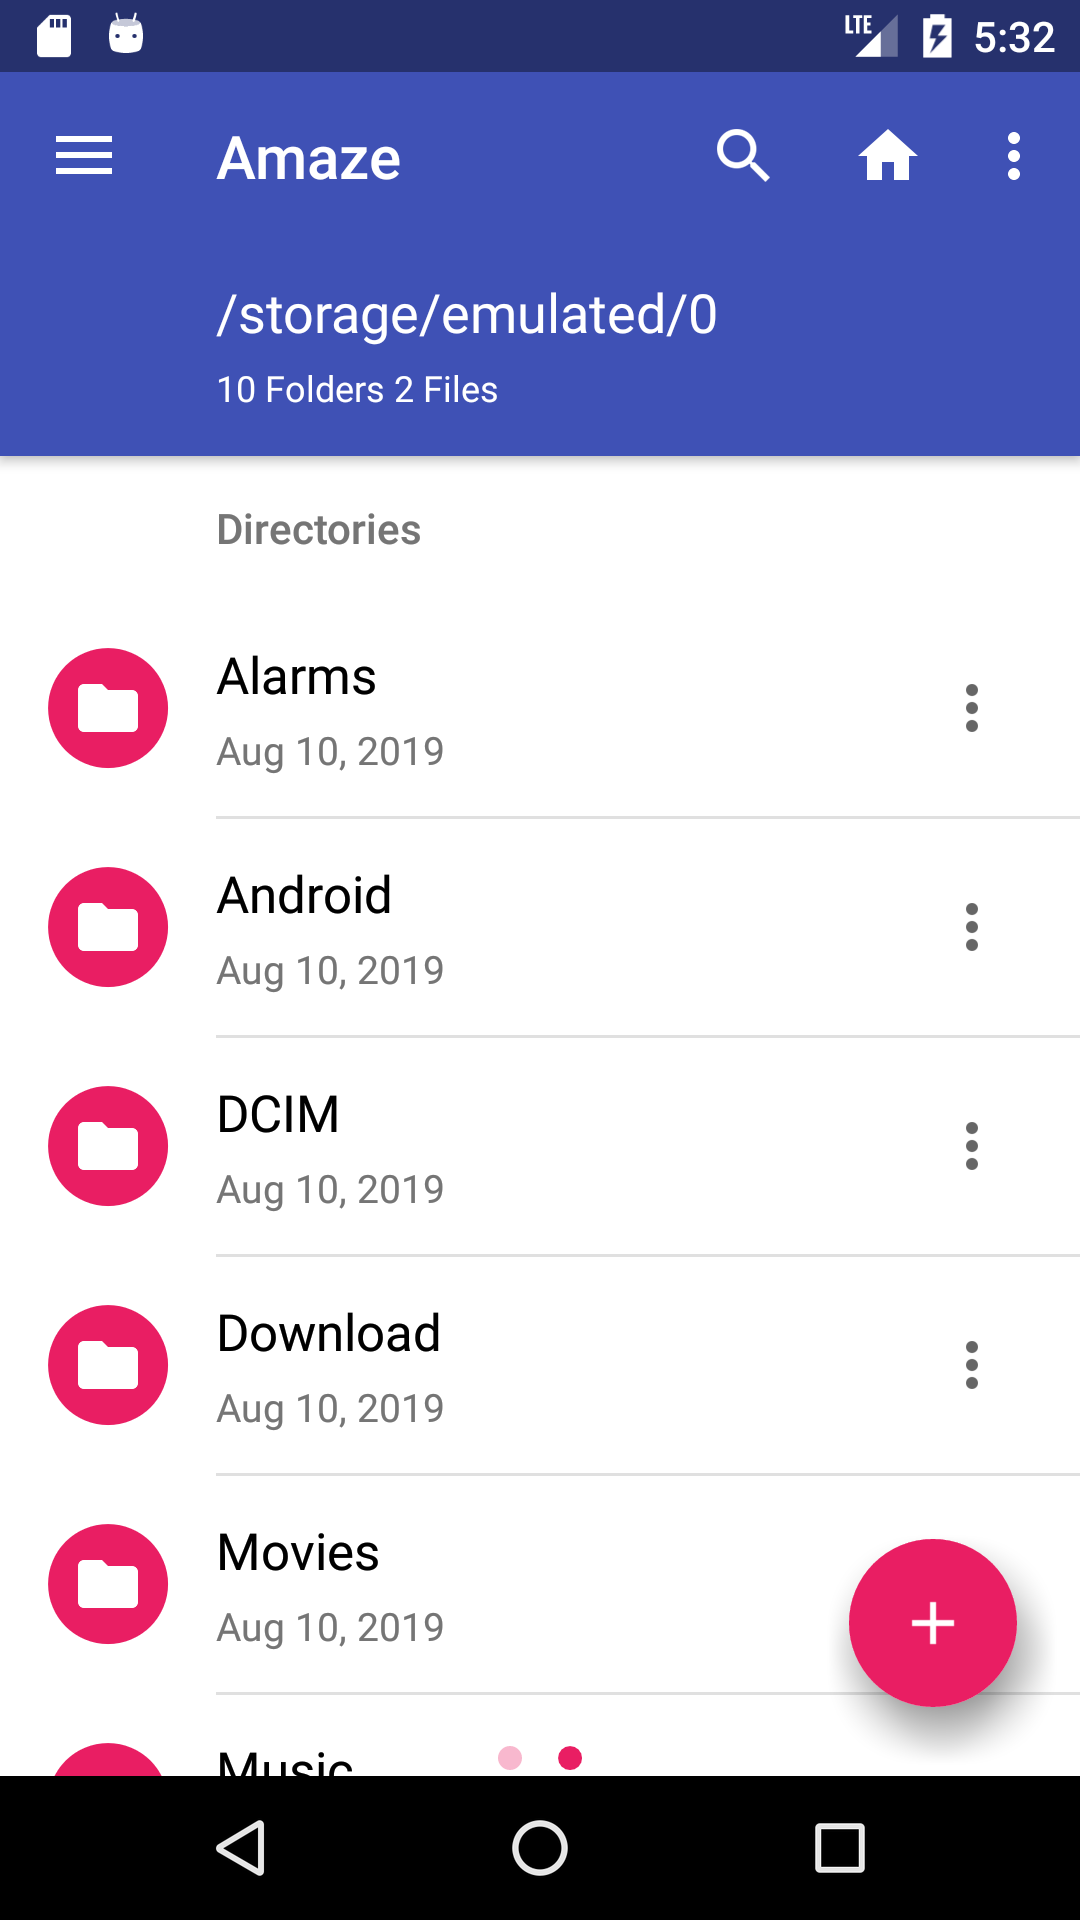 LTE 5:32
Amaze
/storage/emulated/0
10 Folders 2 Files
Directories
Alarms
Aug 10, 2019
Android
Aug 10, 2019
DCIM
Aug 10, 2019
Download
Aug 10, 2019
Movies
Aug 10, 2019
Music